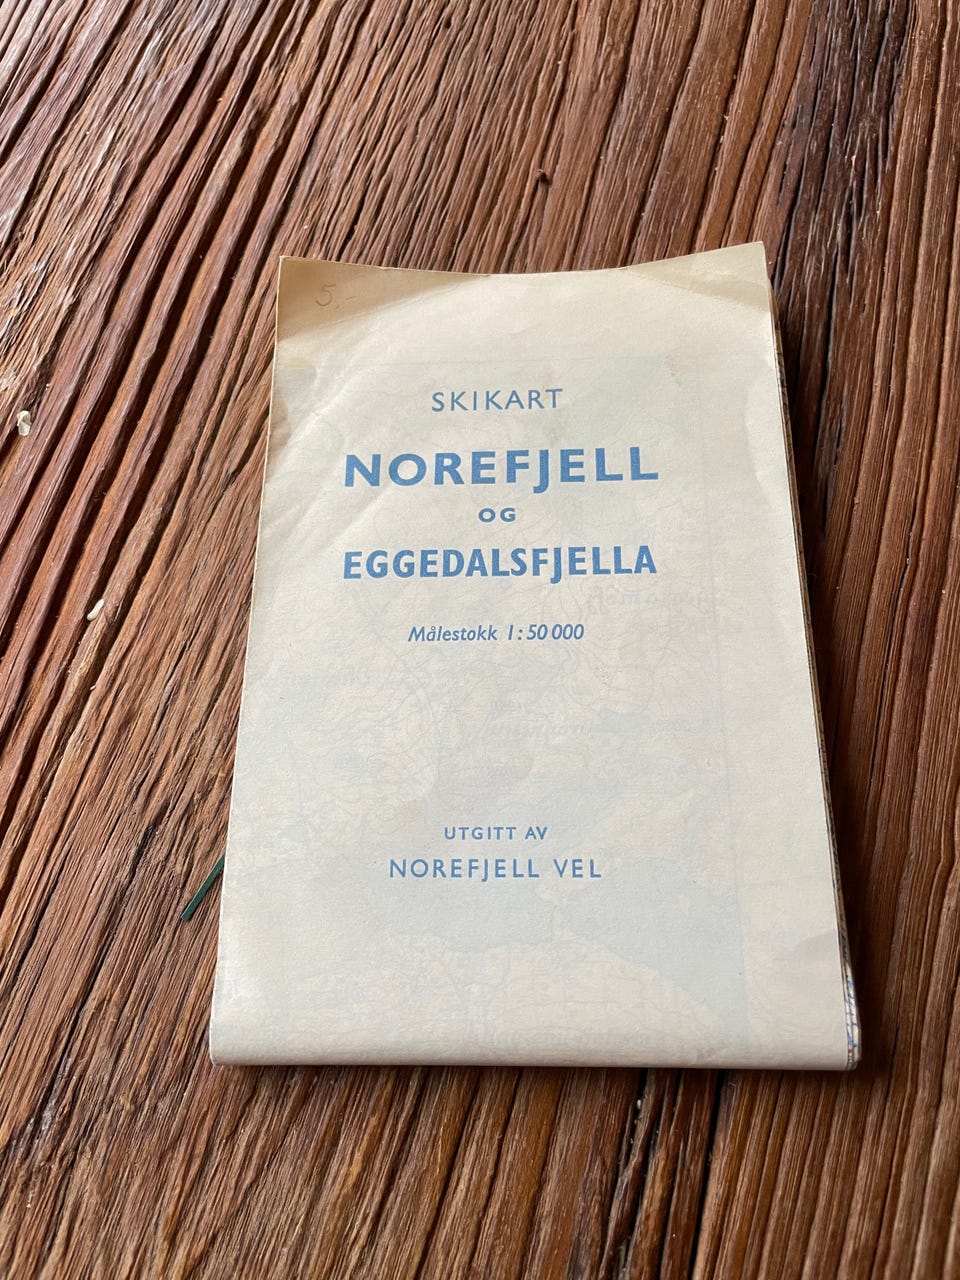 5,-
SKIKART
NOREFJELL
OG
EGGEDALSFJELLA
Målestokk 1:50 000
UTGITT AV
NOREFJELL VEL